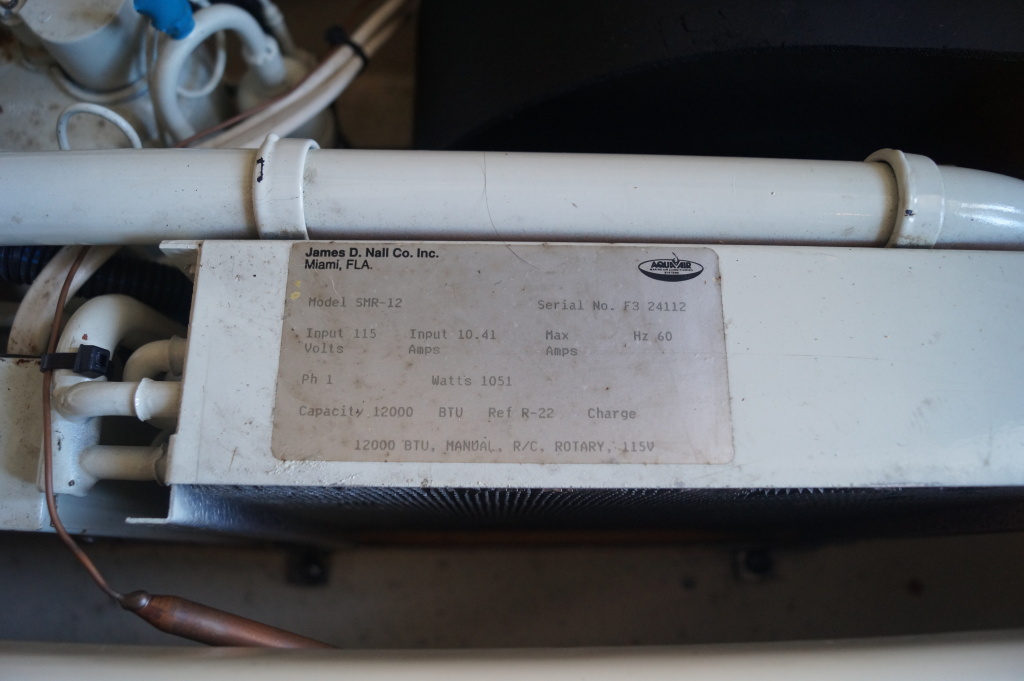 James D. Nall Co. Inc.
Miami, FLA.
AQUA AIR
Model SMR-12 Serial No. F3 24112
Input 115 Input 10.41 Max Hz 60
Volts Amps Amps
Ph 1 Watts 1051
Capacity 12000 BTU Ref R-22 Charge
12000 BTU, MANUAL, R/C, ROTARY, 115V